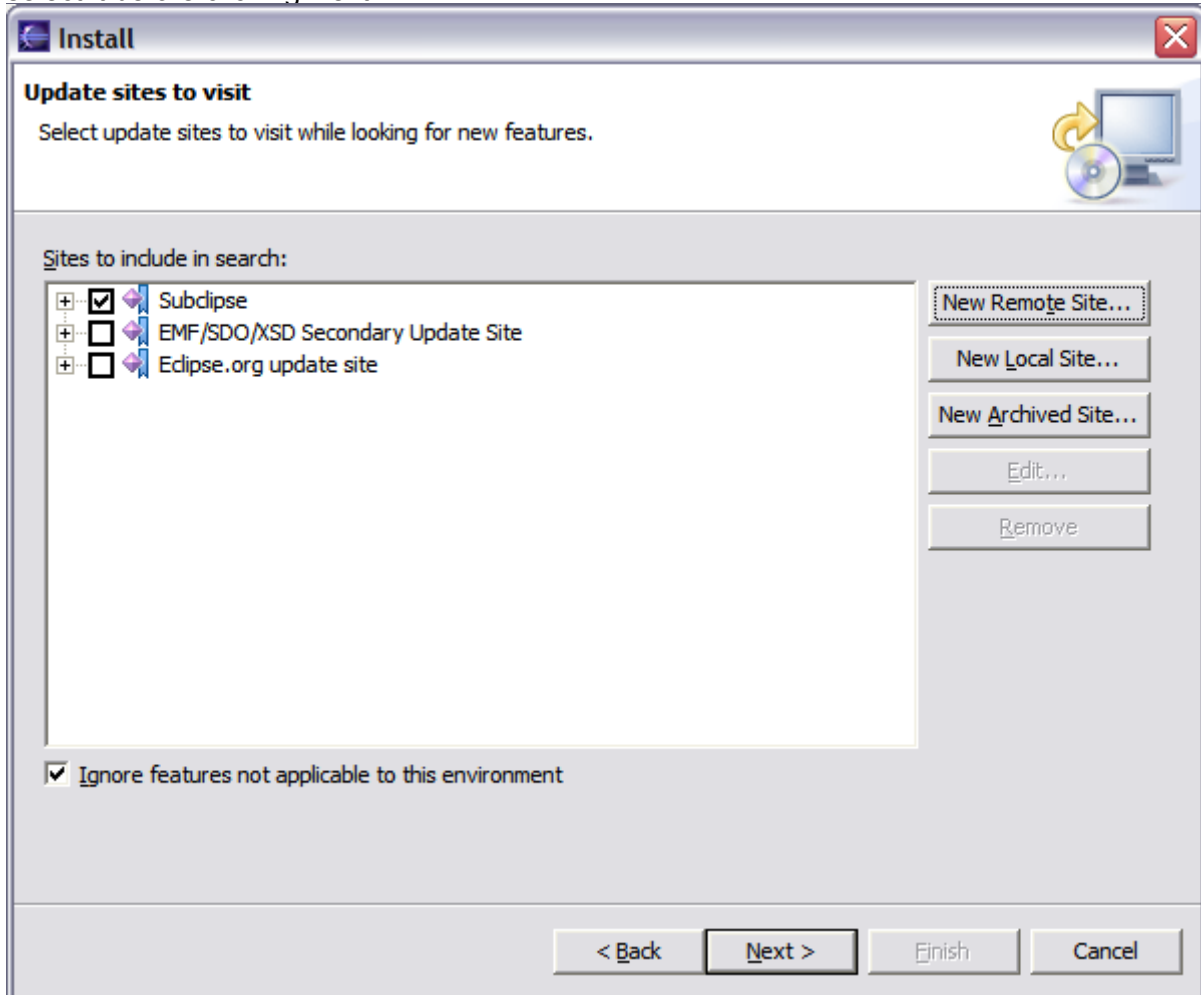 Install
Update sites to visit
Select update sites to visit while looking for new features.
Sites to include in search:
Subclipse
EMF/SDO/XSD Secondary Update Site
Eclipse.org update site
New Remote Site...
New Local Site...
New Archived Site...
Edit...
Remove
Ignore features not applicable to this environment
< Back
Next >
Finish
Cancel